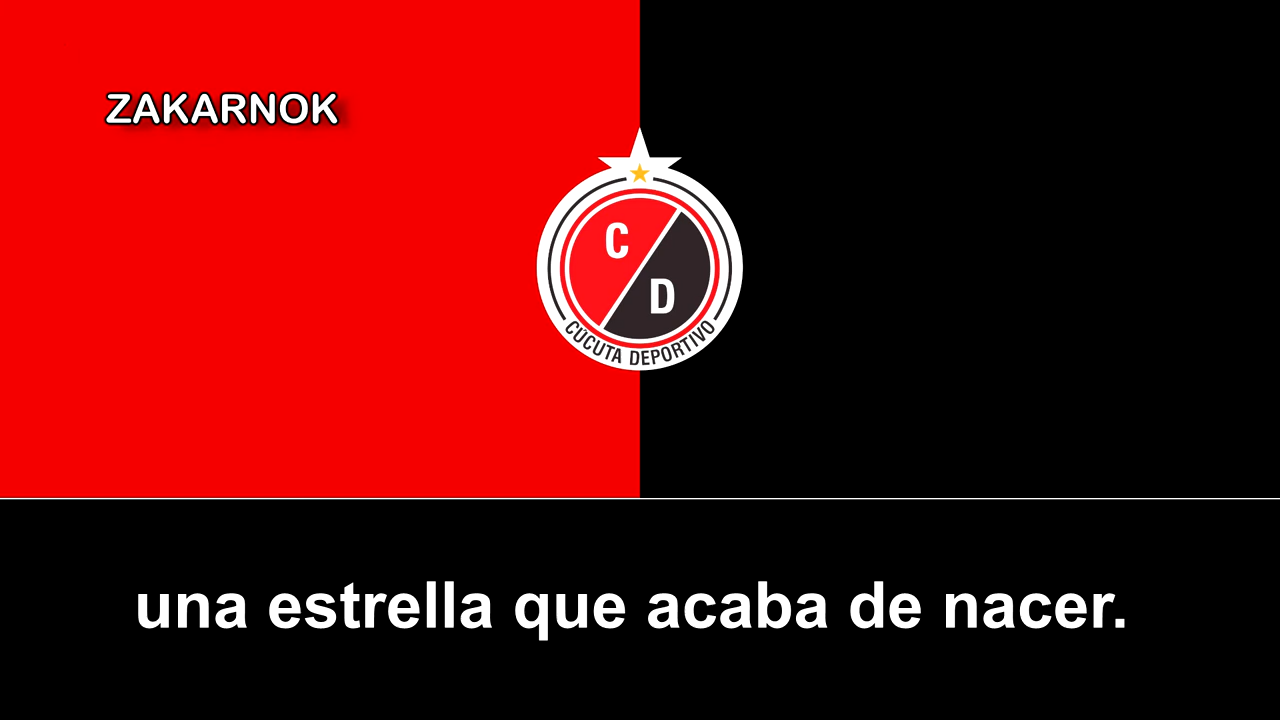 ZAKARNOK
C
D
CÚCUTA DEPORTIVO
una estrella que acaba de nacer.